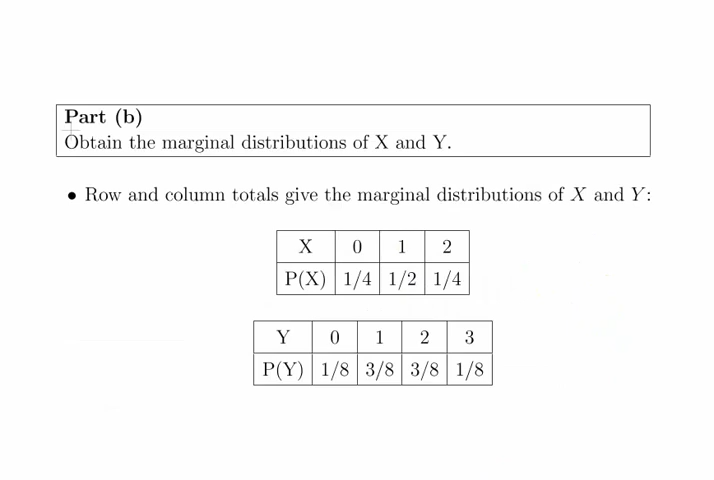 Part (b)
Obtain the marginal distributions of X and Y.
• Row and column totals give the marginal distributions of X and Y:
X 0 1 2
P(X) 1/4 1/2 1/4
Y 0 1 2 3
P(Y) 1/8 3/8 3/8 1/8